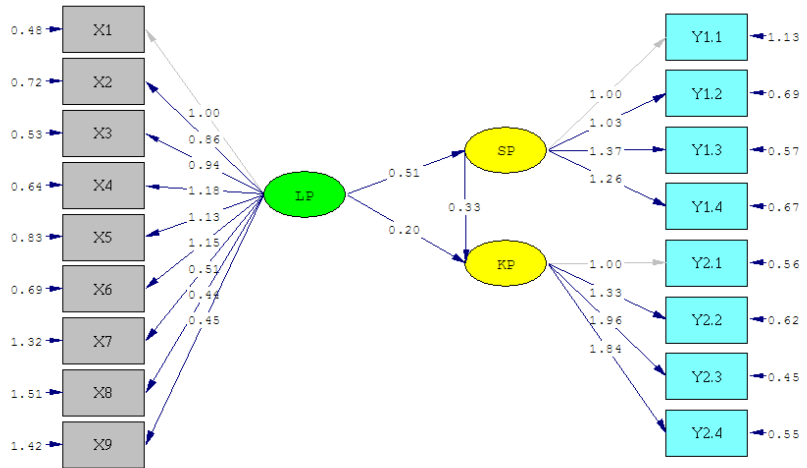 0.48 X1
0.72 X2
0.53 X3
0.64 X4
0.83 X5
0.69 X6
1.32 X7
1.51 X8
1.42 X9
1.00
0.86
0.94
1.18
1.13
1.15
0.51
0.44
0.45
LP
0.51
0.20
SP
0.33
KP
1.00
1.03
1.37
1.26
1.00
1.33
1.96
1.84
Y1.1 1.13
Y1.2 0.69
Y1.3 0.57
Y1.4 0.67
Y2.1 0.56
Y2.2 0.62
Y2.3 0.45
Y2.4 0.55